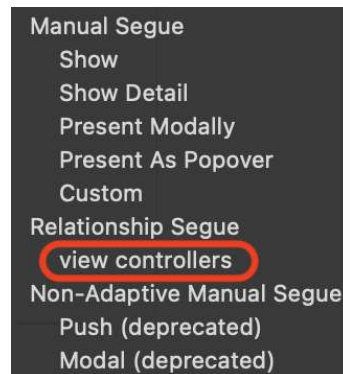 Manual Segue
Show
Show Detail
Present Modally
Present As Popover
Custom
Relationship Segue
view controllers
Non-Adaptive Manual Segue
Push (deprecated)
Modal (deprecated)